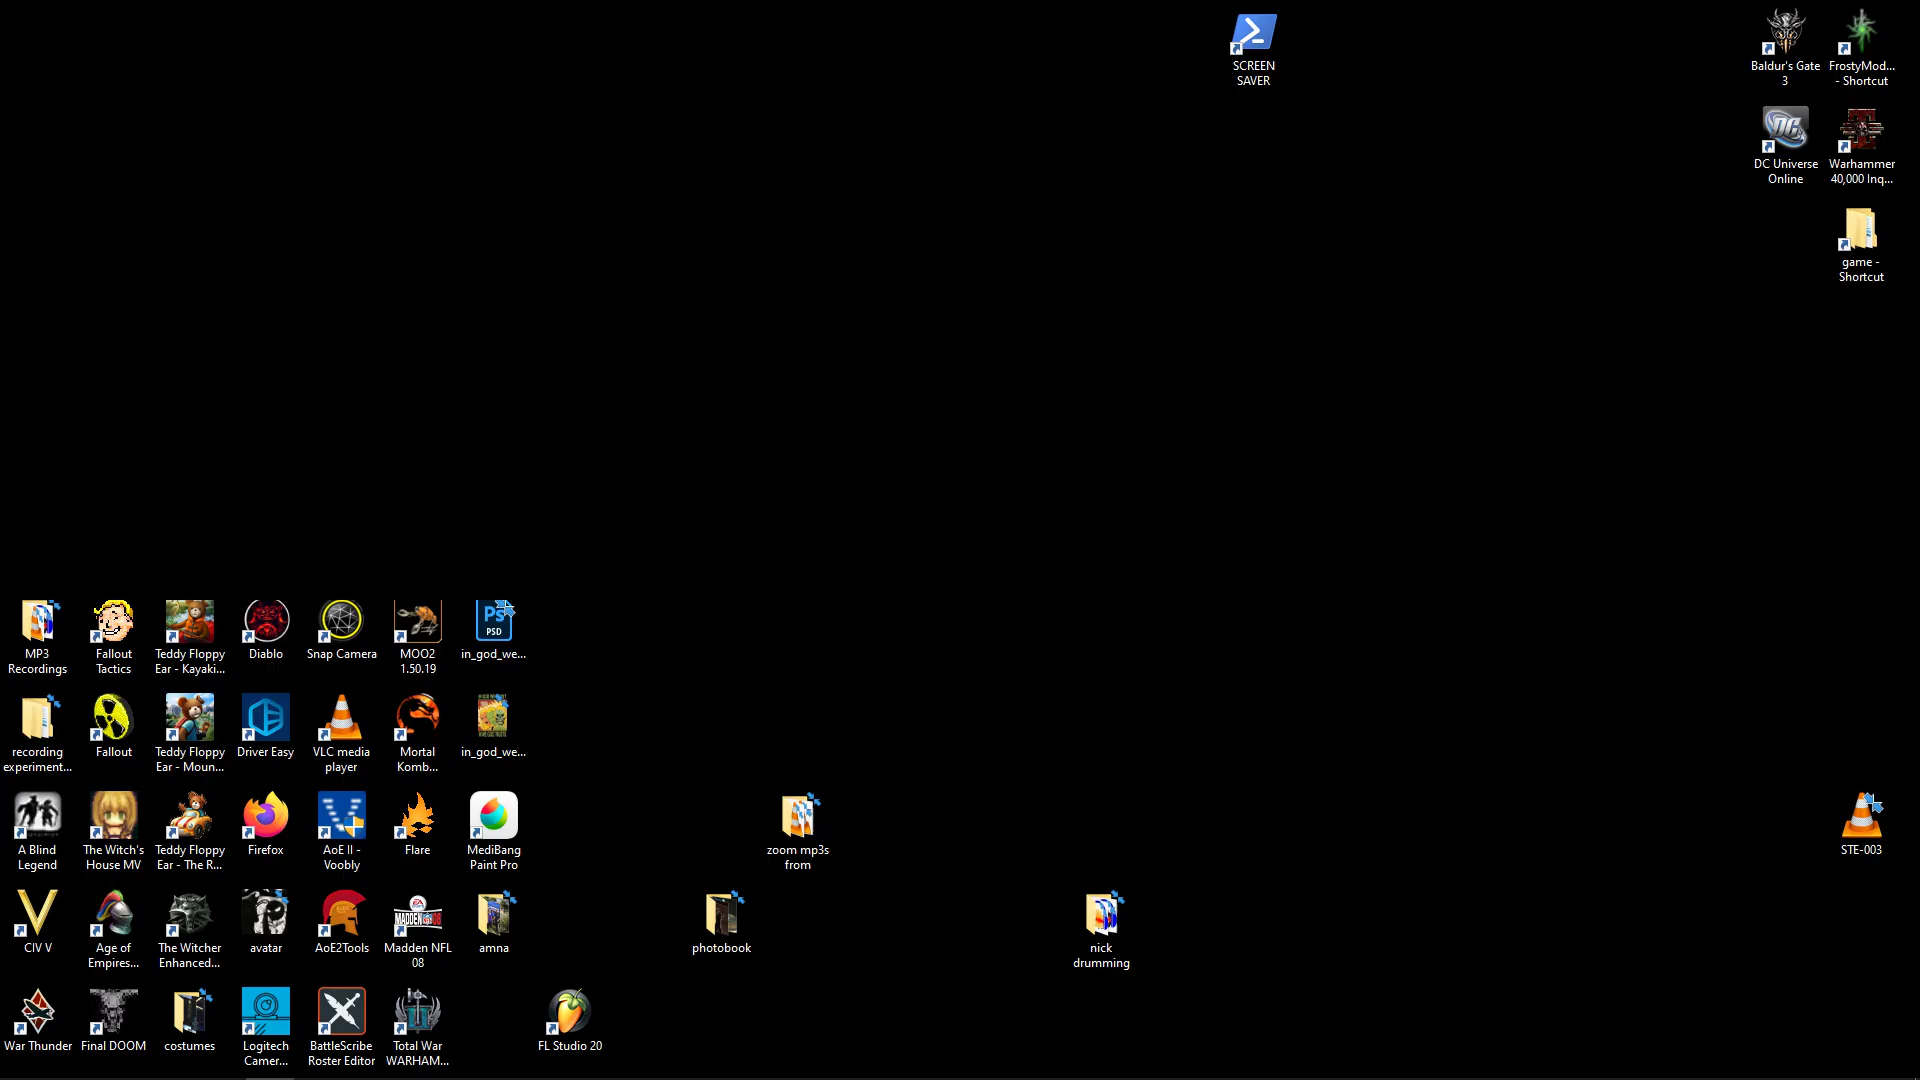 SCREEN
SAVER
Baldur's Gate
3
FrostyMod...
- Shortcut
DC Universe
Online
Warhammer
40,000 Inq...
game -
Shortcut
MP3
Recordings
Fallout
Tactics
Teddy Floppy
Ear - Kayaki...
Diablo
Snap Camera
MOO2
1.50.19
Ps
PSD
in_god_we...
recording
experiment...
Fallout
Teddy Floppy
Ear - Moun...
Driver Easy
VLC media
player
Mortal
Komb...
in_god_we...
A Blind
Legend
The Witch's
House MV
Teddy Floppy
Ear - The R...
Firefox
AoE II -
Voobly
Flare
MediBang
Paint Pro
zoom mp3s
from
STE-003
CIV V
Age of
Empires...
The Witcher
Enhanced...
avatar
AoE2Tools
EA
MADDEN 08
Madden NFL
08
amna
photobook
nick
drumming
War Thunder
Final DOOM
costumes
Logitech
Camer...
BattleScribe
Roster Editor
Total War
WARHAM...
FL Studio 20